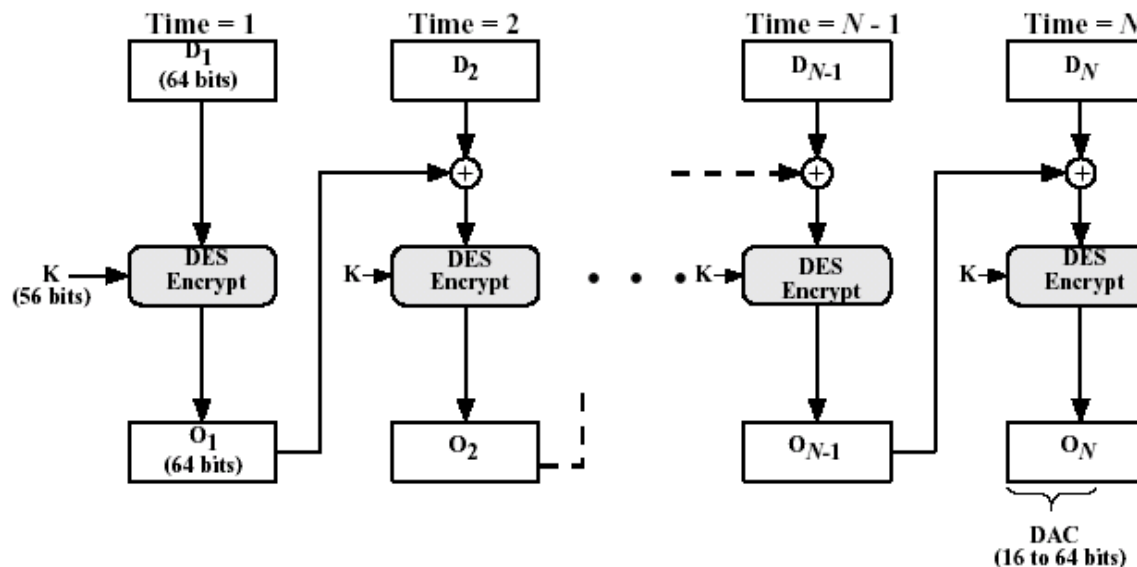 Time = 1
Time = 2
Time = N - 1
Time = N
D1
(64 bits)
D2
DN-1
DN
+
+
+
K
(56 bits)
DES
Encrypt
K
DES
Encrypt
• • •
K
DES
Encrypt
K
DES
Encrypt
O1
(64 bits)
O2
ON-1
ON
DAC
(16 to 64 bits)